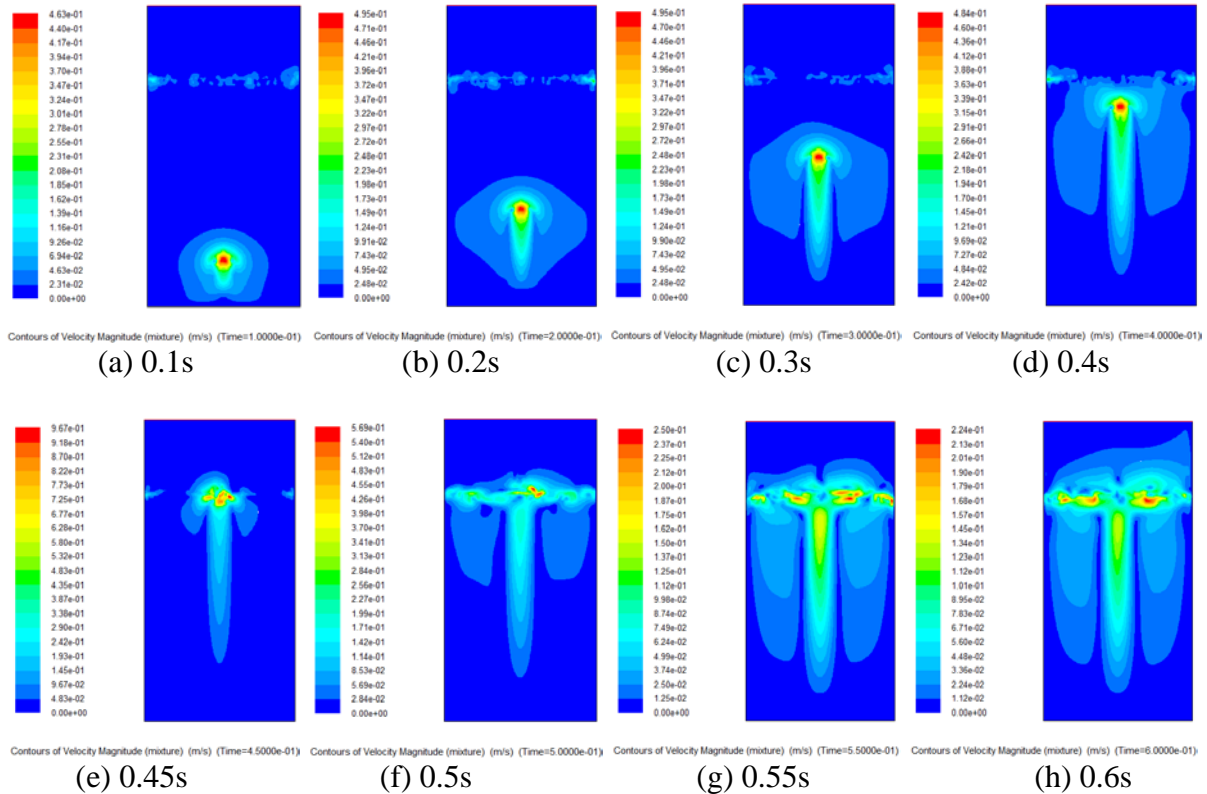 4.63e-01
4.40e-01
4.17e-01
3.94e-01
3.70e-01
3.47e-01
3.24e-01
3.01e-01
2.78e-01
2.55e-01
2.31e-01
2.08e-01
1.85e-01
1.62e-01
1.39e-01
1.16e-01
9.26e-02
6.94e-02
4.63e-02
2.31e-02
0.00e+00
Contours of Velocity Magnitude (mixture) (m/s) (Time=1.0000e-01)
(a) 0.1s
4.95e-01
4.71e-01
4.46e-01
4.21e-01
3.96e-01
3.72e-01
3.47e-01
3.22e-01
2.97e-01
2.72e-01
2.48e-01
2.23e-01
1.98e-01
1.73e-01
1.49e-01
1.24e-01
9.91e-02
7.43e-02
4.95e-02
2.48e-02
0.00e+00
Contours of Velocity Magnitude (mixture) (m/s) (Time=2.0000e-01)
(b) 0.2s
4.95e-01
4.70e-01
4.46e-01
4.21e-01
3.96e-01
3.71e-01
3.47e-01
3.22e-01
2.97e-01
2.72e-01
2.48e-01
2.23e-01
1.98e-01
1.73e-01
1.49e-01
1.24e-01
9.90e-02
7.43e-02
4.95e-02
2.48e-02
0.00e+00
Contours of Velocity Magnitude (mixture) (m/s) (Time=3.0000e-01)
(c) 0.3s
4.84e-01
4.60e-01
4.36e-01
4.12e-01
3.88e-01
3.63e-01
3.39e-01
3.15e-01
2.91e-01
2.66e-01
2.42e-01
2.18e-01
1.94e-01
1.70e-01
1.45e-01
1.21e-01
9.69e-02
7.27e-02
4.84e-02
2.42e-02
0.00e+00
Contours of Velocity Magnitude (mixture) (m/s) (Time=4.0000e-01)
(d) 0.4s
9.67e-01
9.18e-01
8.70e-01
8.22e-01
7.73e-01
7.25e-01
6.77e-01
6.28e-01
5.80e-01
5.32e-01
4.83e-01
4.35e-01
3.87e-01
3.38e-01
2.90e-01
2.42e-01
1.93e-01
1.45e-01
9.67e-02
4.83e-02
0.00e+00
Contours of Velocity Magnitude (mixture) (m/s) (Time=4.5000e-01)
(e) 0.45s
5.69e-01
5.40e-01
5.12e-01
4.83e-01
4.55e-01
4.26e-01
3.98e-01
3.70e-01
3.41e-01
3.13e-01
2.84e-01
2.56e-01
2.27e-01
1.99e-01
1.71e-01
1.42e-01
1.14e-01
8.53e-02
5.69e-02
2.84e-02
0.00e+00
Contours of Velocity Magnitude (mixture) (m/s) (Time=5.0000e-01)
(f) 0.5s
2.50e-01
2.37e-01
2.25e-01
2.12e-01
2.00e-01
1.87e-01
1.75e-01
1.62e-01
1.50e-01
1.37e-01
1.25e-01
1.12e-01
9.98e-02
8.73e-02
7.48e-02
6.24e-02
4.99e-02
3.74e-02
2.50e-02
1.25e-02
0.00e+00
Contours of Velocity Magnitude (mixture) (m/s) (Time=5.5000e-01)
(g) 0.55s
2.24e-01
2.13e-01
2.01e-01
1.90e-01
1.79e-01
1.68e-01
1.57e-01
1.45e-01
1.34e-01
1.23e-01
1.12e-01
1.01e-01
8.95e-02
7.83e-02
6.71e-02
5.60e-02
4.48e-02
3.36e-02
2.24e-02
1.12e-02
0.00e+00
Contours of Velocity Magnitude (mixture) (m/s) (Time=6.0000e-01)
(h) 0.6s